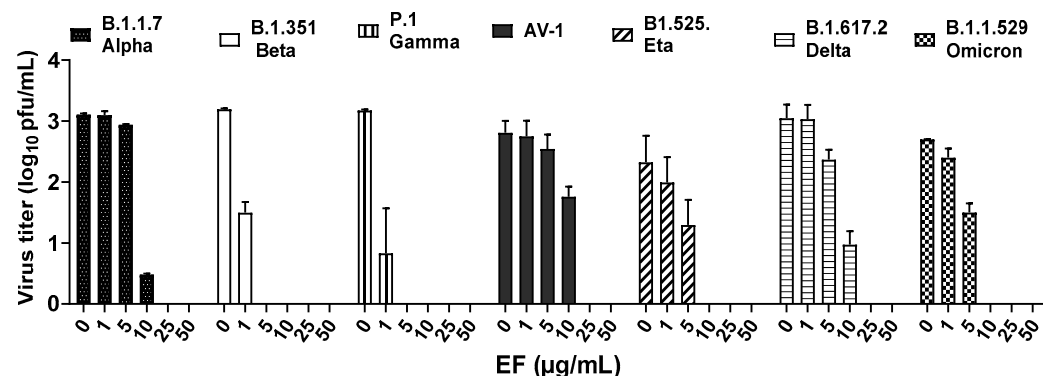 B.1.1.7
Alpha
B.1.351
Beta
P.1
Gamma
AV-1
B1.525.
Eta
B.1.617.2
Delta
B.1.1.529
Omicron
Virus titer (log10 pfu/mL)
4
3
2
1
0
0 1 5 10 25 50 0 1 5 10 25 50 0 1 5 10 25 50 0 1 5 10 25 50 0 1 5 10 25 50 0 1 5 10 25 50 0 1 5 10 25 50
EF (μg/mL)